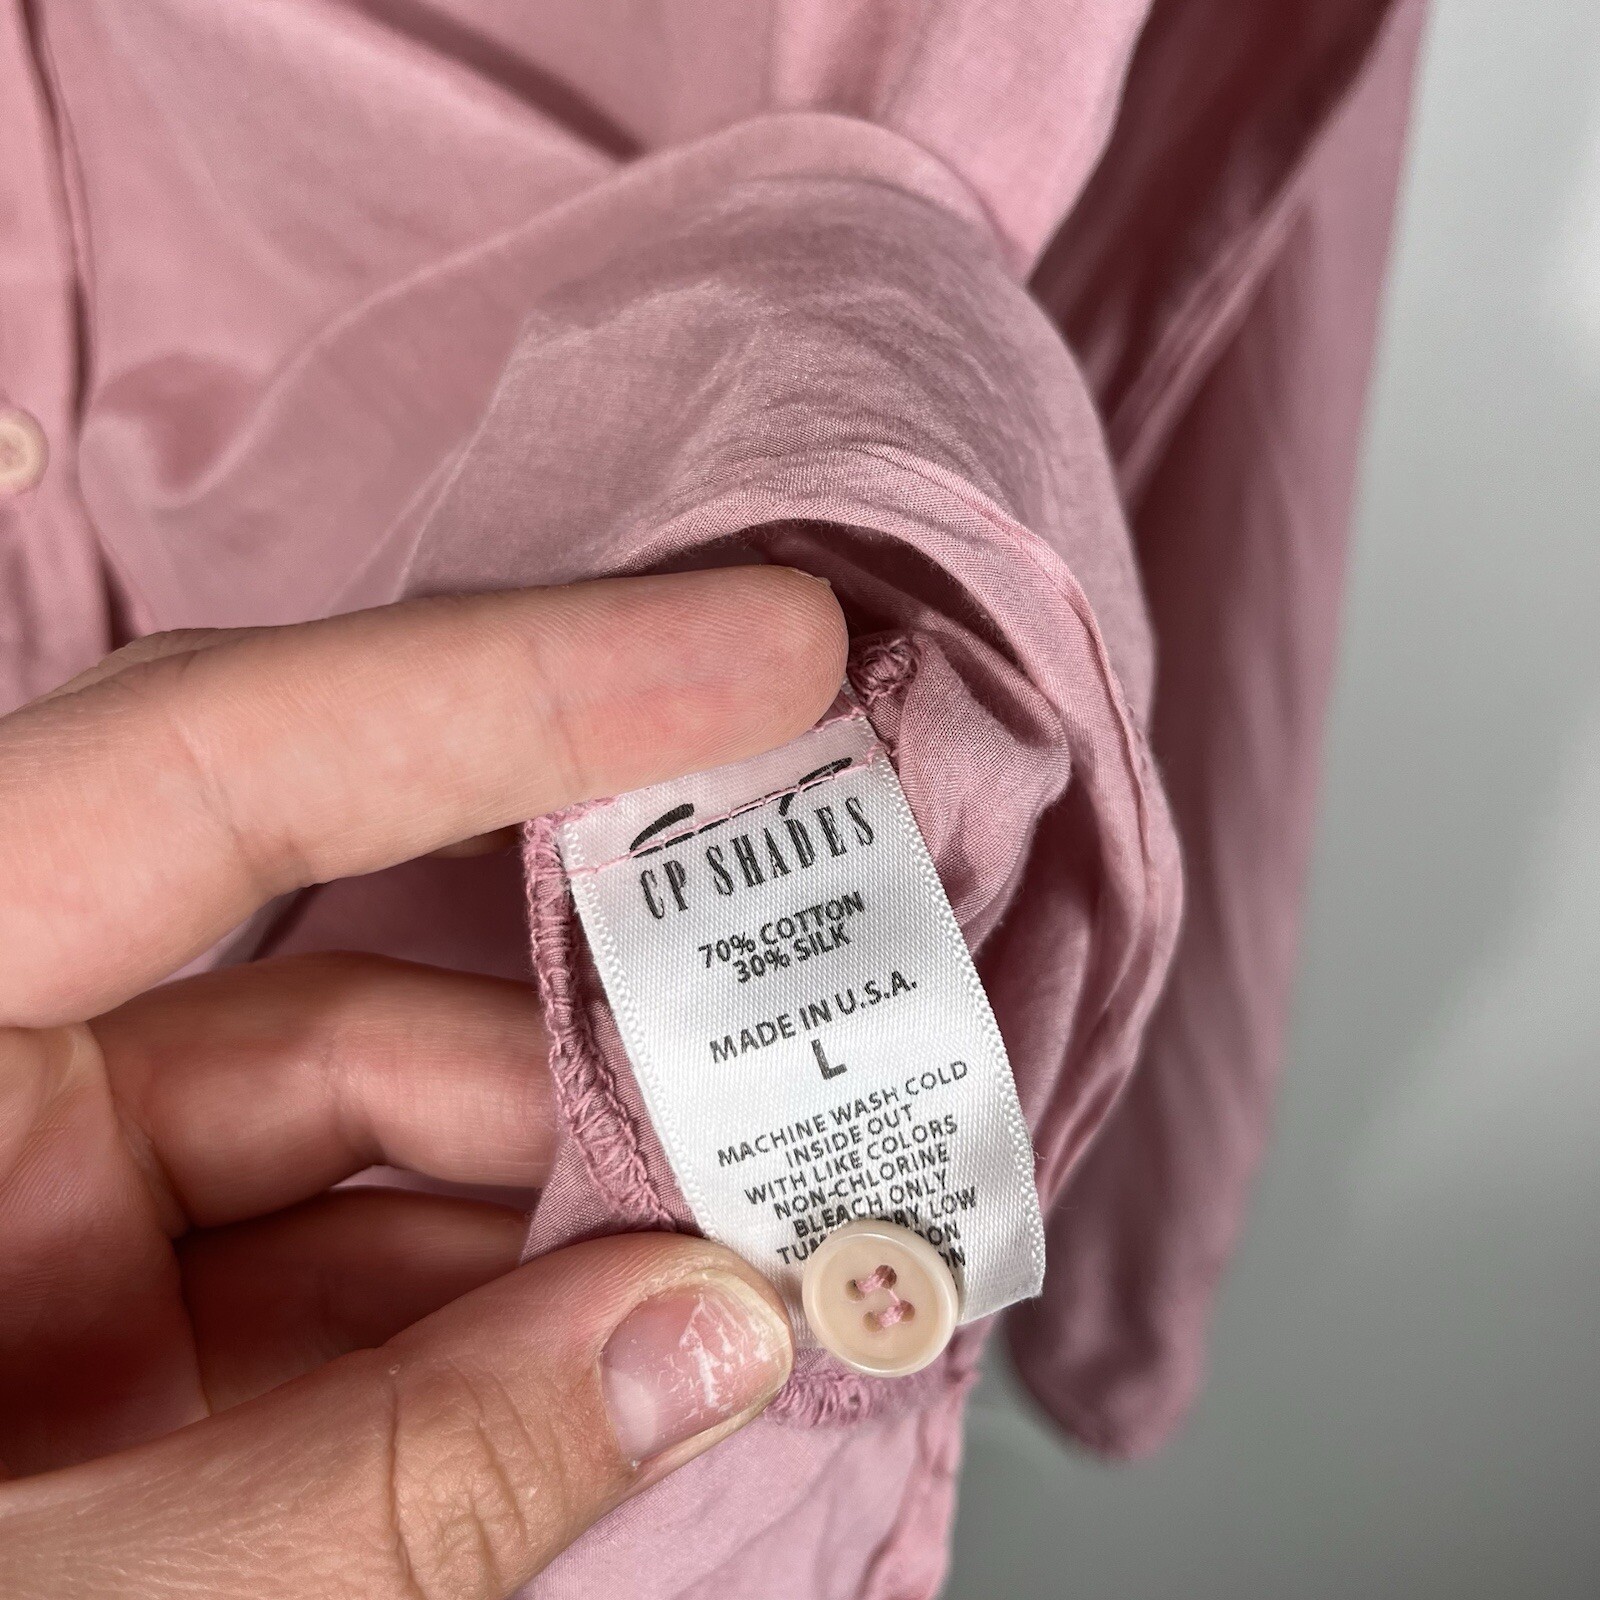 CP SHADES
70% COTTON
30% SILK
MADE IN U.S.A.
L
MACHINE WASH COLD
INSIDE OUT
WITH LIKE COLORS
NON-CHLORINE
BLEACH ONLY
LOW